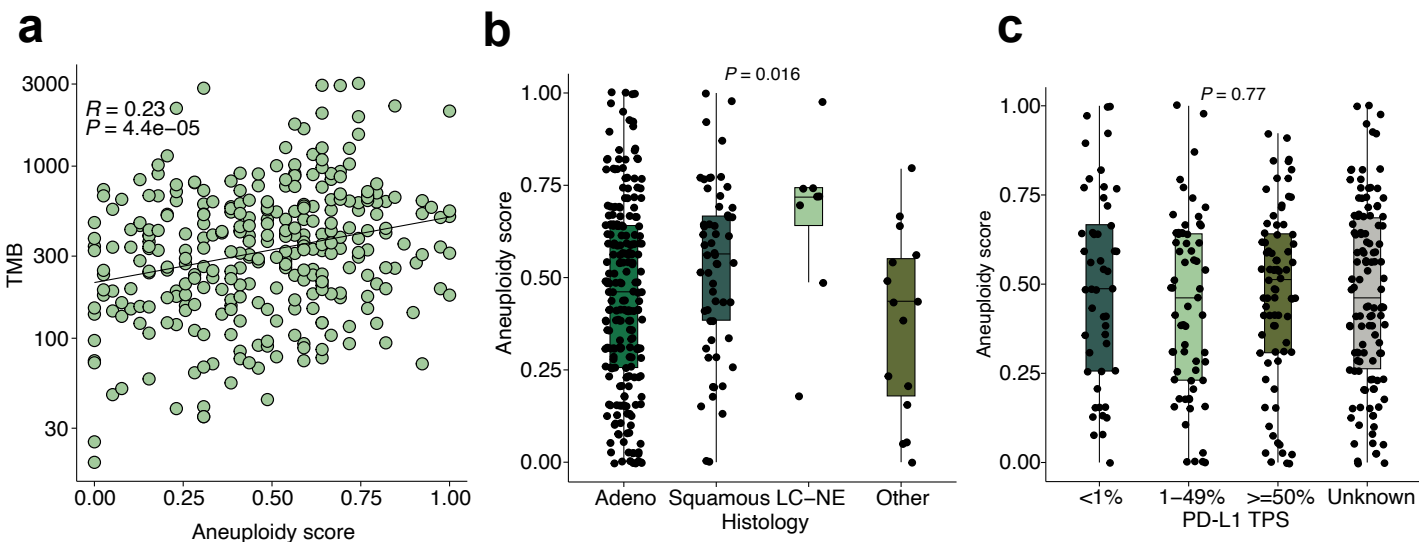 a
3000
1000
300
100
30
TMB
R = 0.23
P = 4.4e−05
0.00 0.25 0.50 0.75 1.00
Aneuploidy score
b
P = 0.016
1.00
0.75
0.50
0.25
0.00
Aneuploidy score
Adeno Squamous LC−NE Other
Histology
c
P = 0.77
1.00
0.75
0.50
0.25
0.00
Aneuploidy score
<1% 1−49% >=50% Unknown
PD-L1 TPS